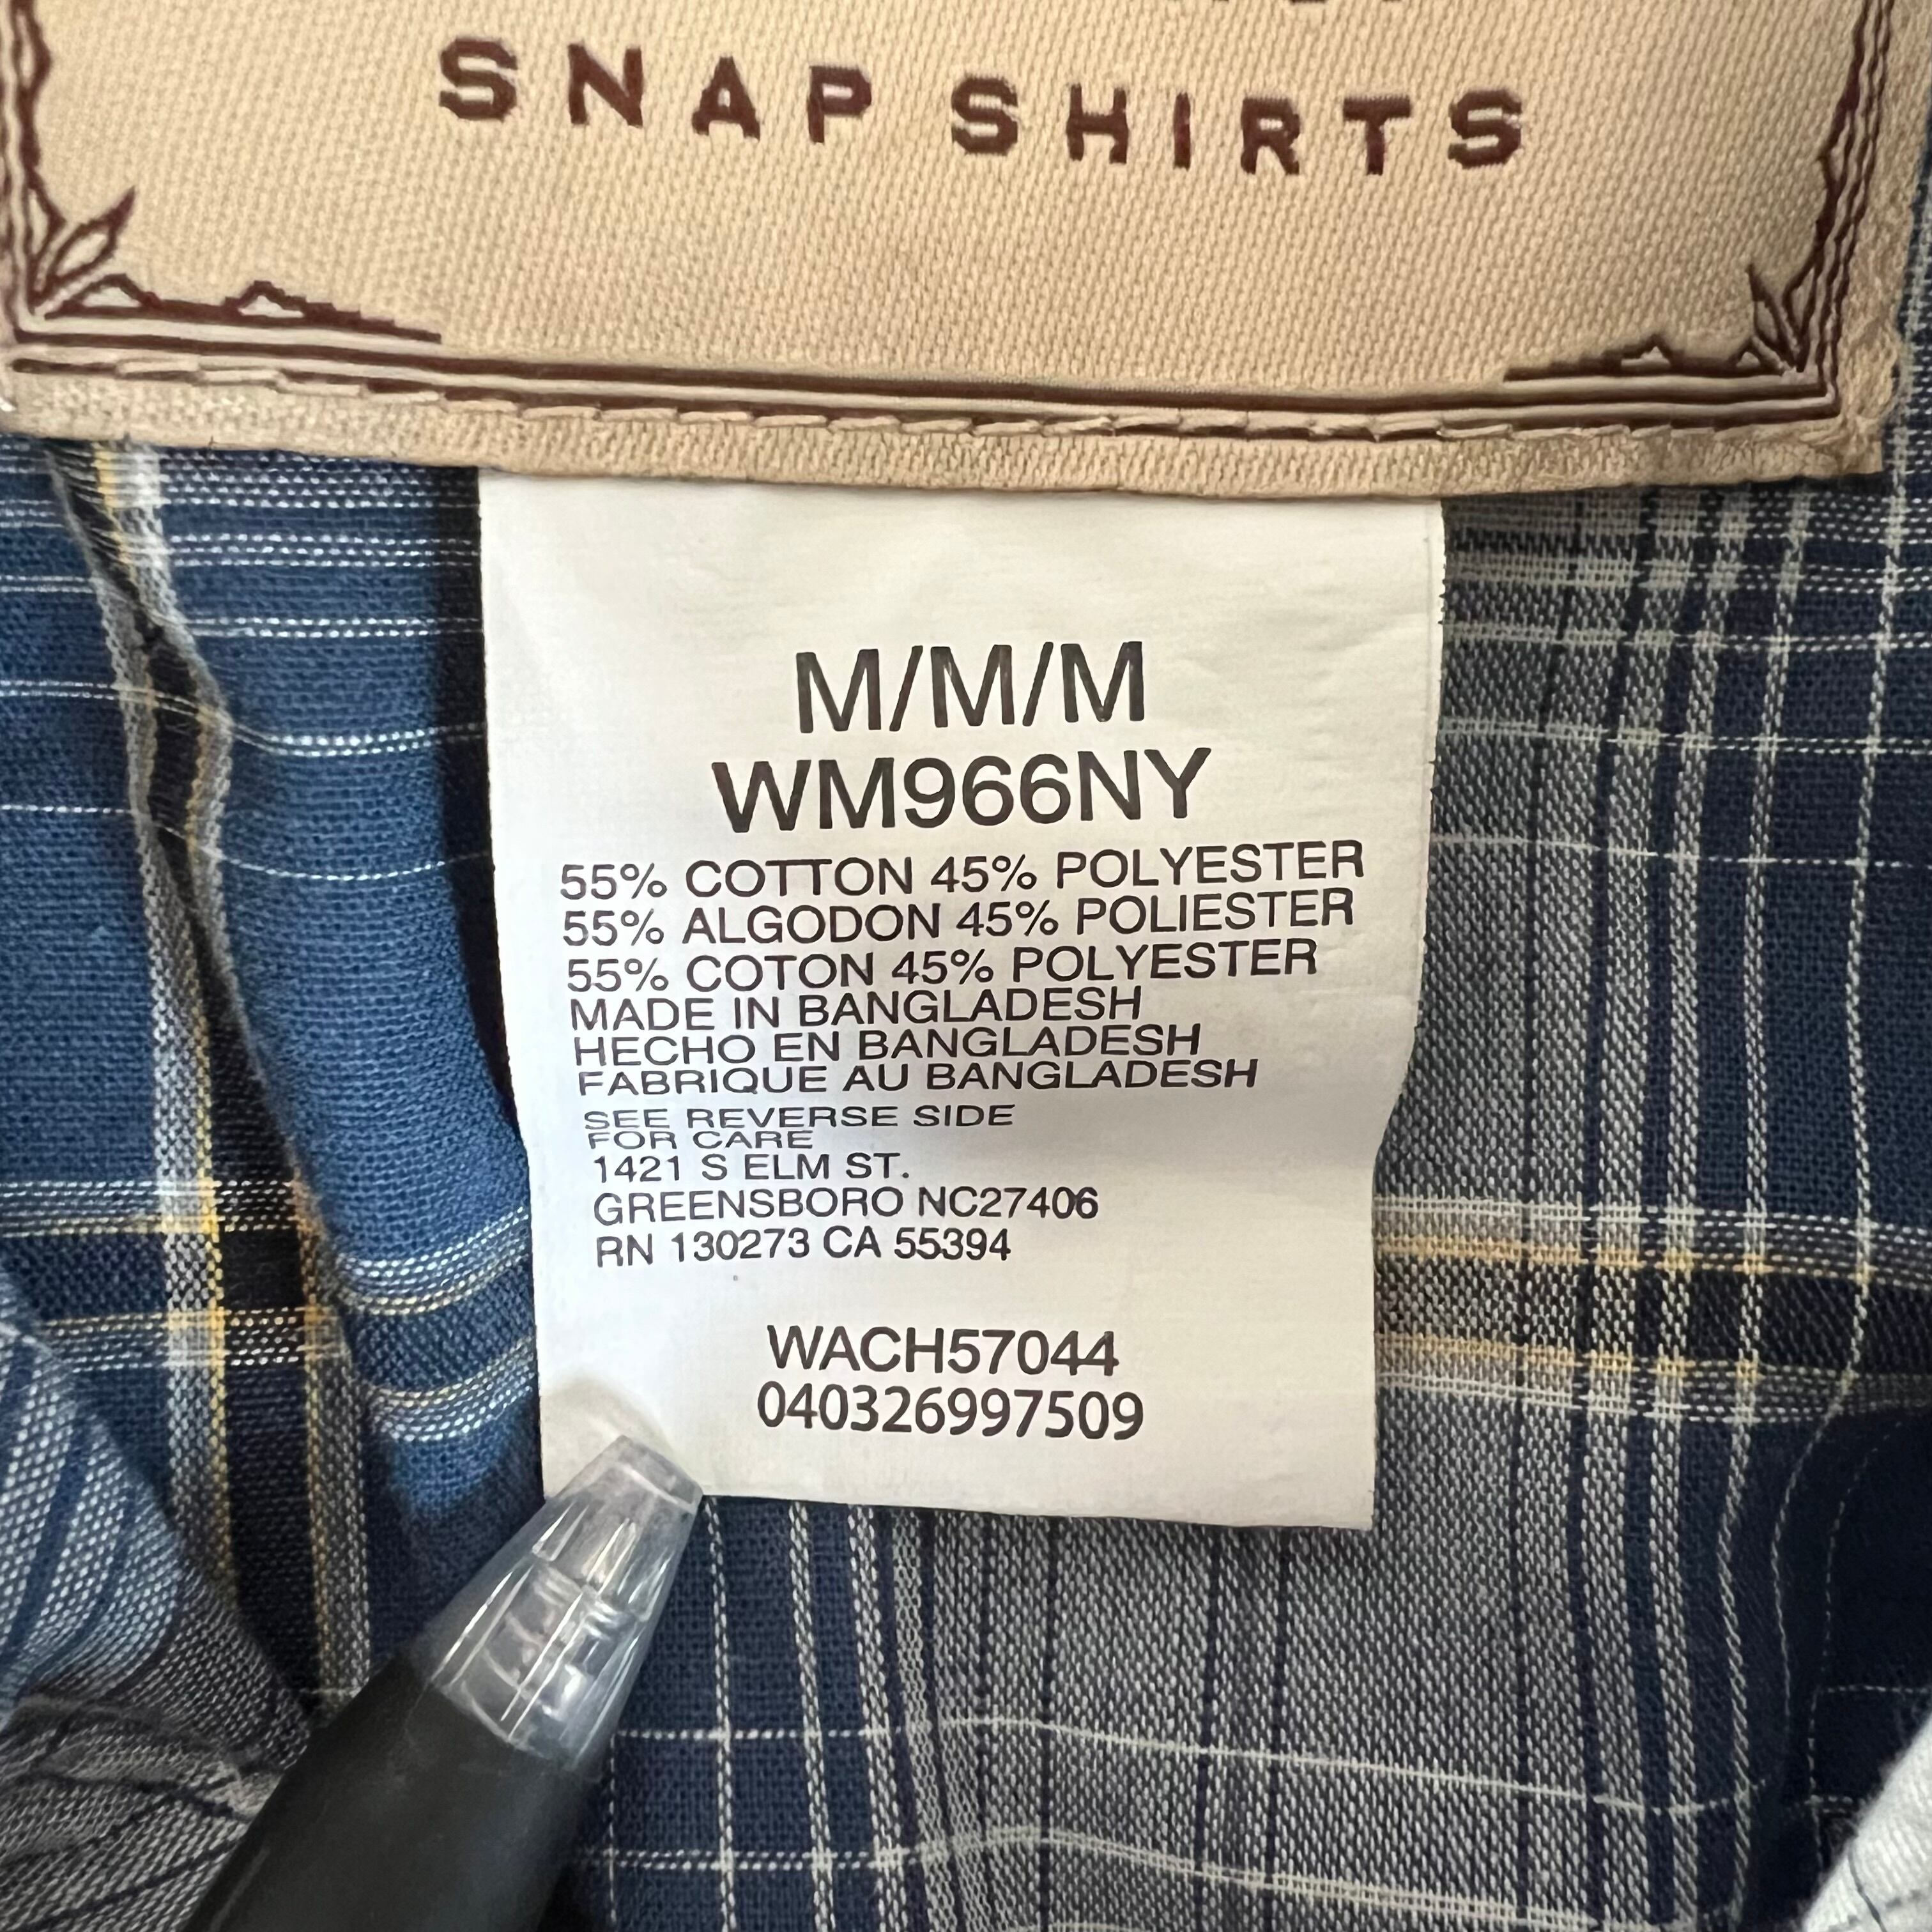 SNAP SHIRTS
M/M/M
WM966NY
55% COTTON 45% POLYESTER
55% ALGODON 45% POLIESTER
55% COTON 45% POLYESTER
MADE IN BANGLADESH
HECHO EN BANGLADESH
FABRIQUE AU BANGLADESH
SEE REVERSE SIDE
FOR CARE
1421 S ELM ST.
GREENSBORO NC27406
RN 130273 CA 55394
WACH57044
040326997509